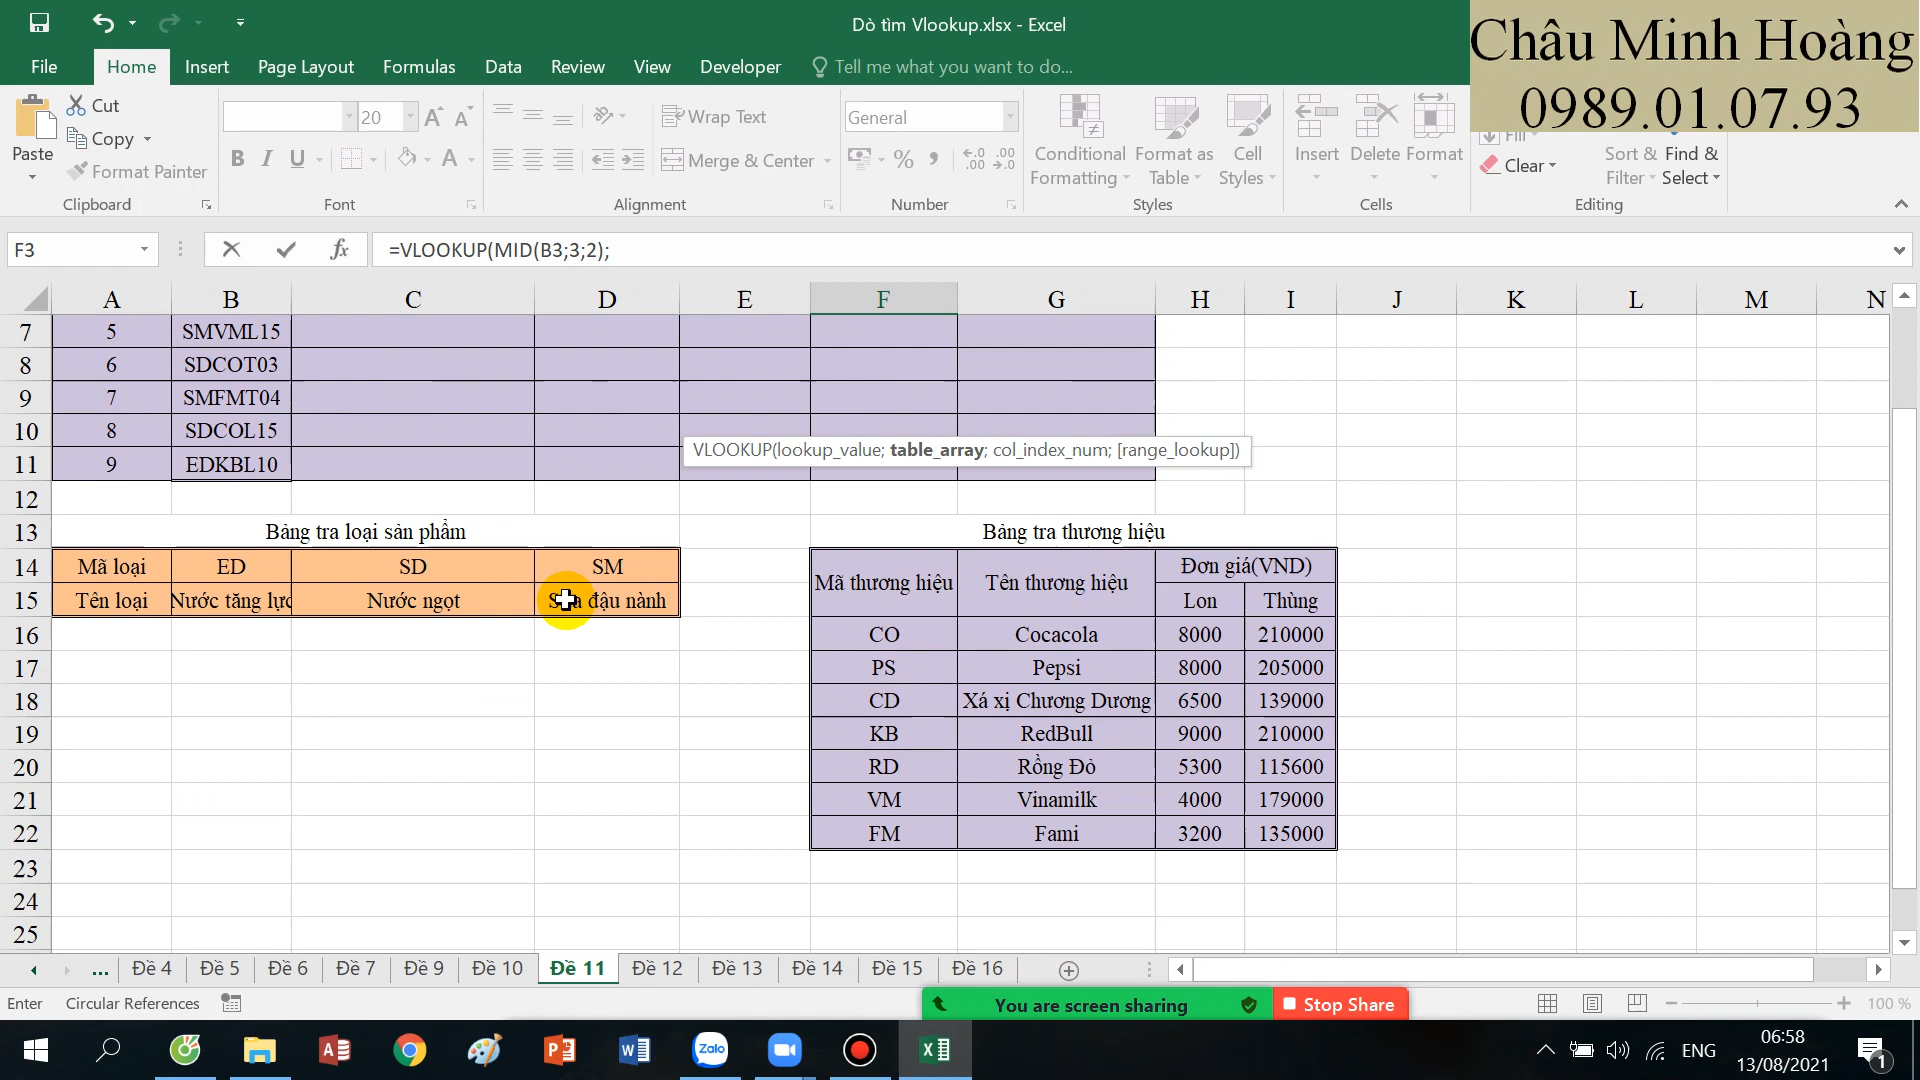 Dò tìm Vlookup.xlsx - Excel
Châu Minh Hoàng
0989.01.07.93
File Home Insert Page Layout Formulas Data Review View Developer Tell me what you want to do...
Paste
Cut
Copy
Format Painter
Clipboard
20
Font
Wrap Text
Merge & Center
Alignment
General
Number
Conditional Formatting
Format as Table
Cell Styles
Styles
Insert Delete Format
Cells
Fill
Clear
Sort & Filter
Find & Select
Editing
F3 =VLOOKUP(MID(B3;3;2);
A B C D E F G H I J K L M N
7 5 SMVML15
8 6 SDCOT03
9 7 SMFMT04
10 8 SDCOL15
11 9 EDKBL10
VLOOKUP(lookup_value; table_array; col_index_num; [range_lookup])
12
13 Bảng tra loại sản phẩm Bảng tra thương hiệu
14 Mã loại ED SD SM Mã thương hiệu Tên thương hiệu Đơn giá(VND)
15 Tên loại Nước tăng lực Nước ngọt đậu nành Lon Thùng
16 CO Cocacola 8000 210000
17 PS Pepsi 8000 205000
18 CD Xá xị Chương Dương 6500 139000
19 KB RedBull 9000 210000
20 RD Rồng Đỏ 5300 115600
21 VM Vinamilk 4000 179000
22 FM Fami 3200 135000
23
24
25
... Đề 4 Đề 5 Đề 6 Đề 7 Đề 9 Đề 10 Đề 11 Đề 12 Đề 13 Đề 14 Đề 15 Đề 16
Enter Circular References You are screen sharing Stop Share 100 %
Zalo
ENG
06:58
13/08/2021
1